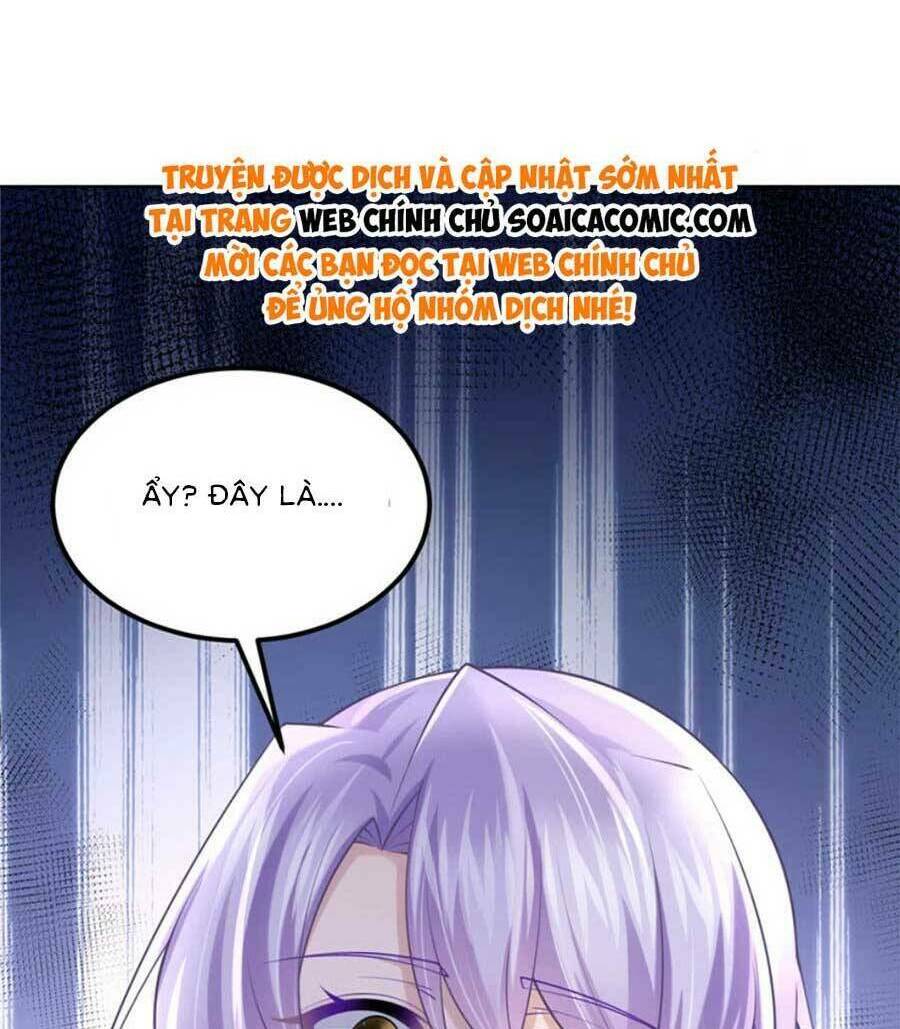 TRUYỆN ĐƯỢC DỊCH VÀ CẬP NHẬT SỚM NHẤT
TẠI TRANG WEB CHÍNH CHỦ SOAICACOMIC.COM
MỜI CÁC BẠN ĐỌC TẠI WEB CHÍNH CHỦ
ĐỂ ỦNG HỘ NHÓM DỊCH NHÉ!
ẨY? ĐÂY LÀ....